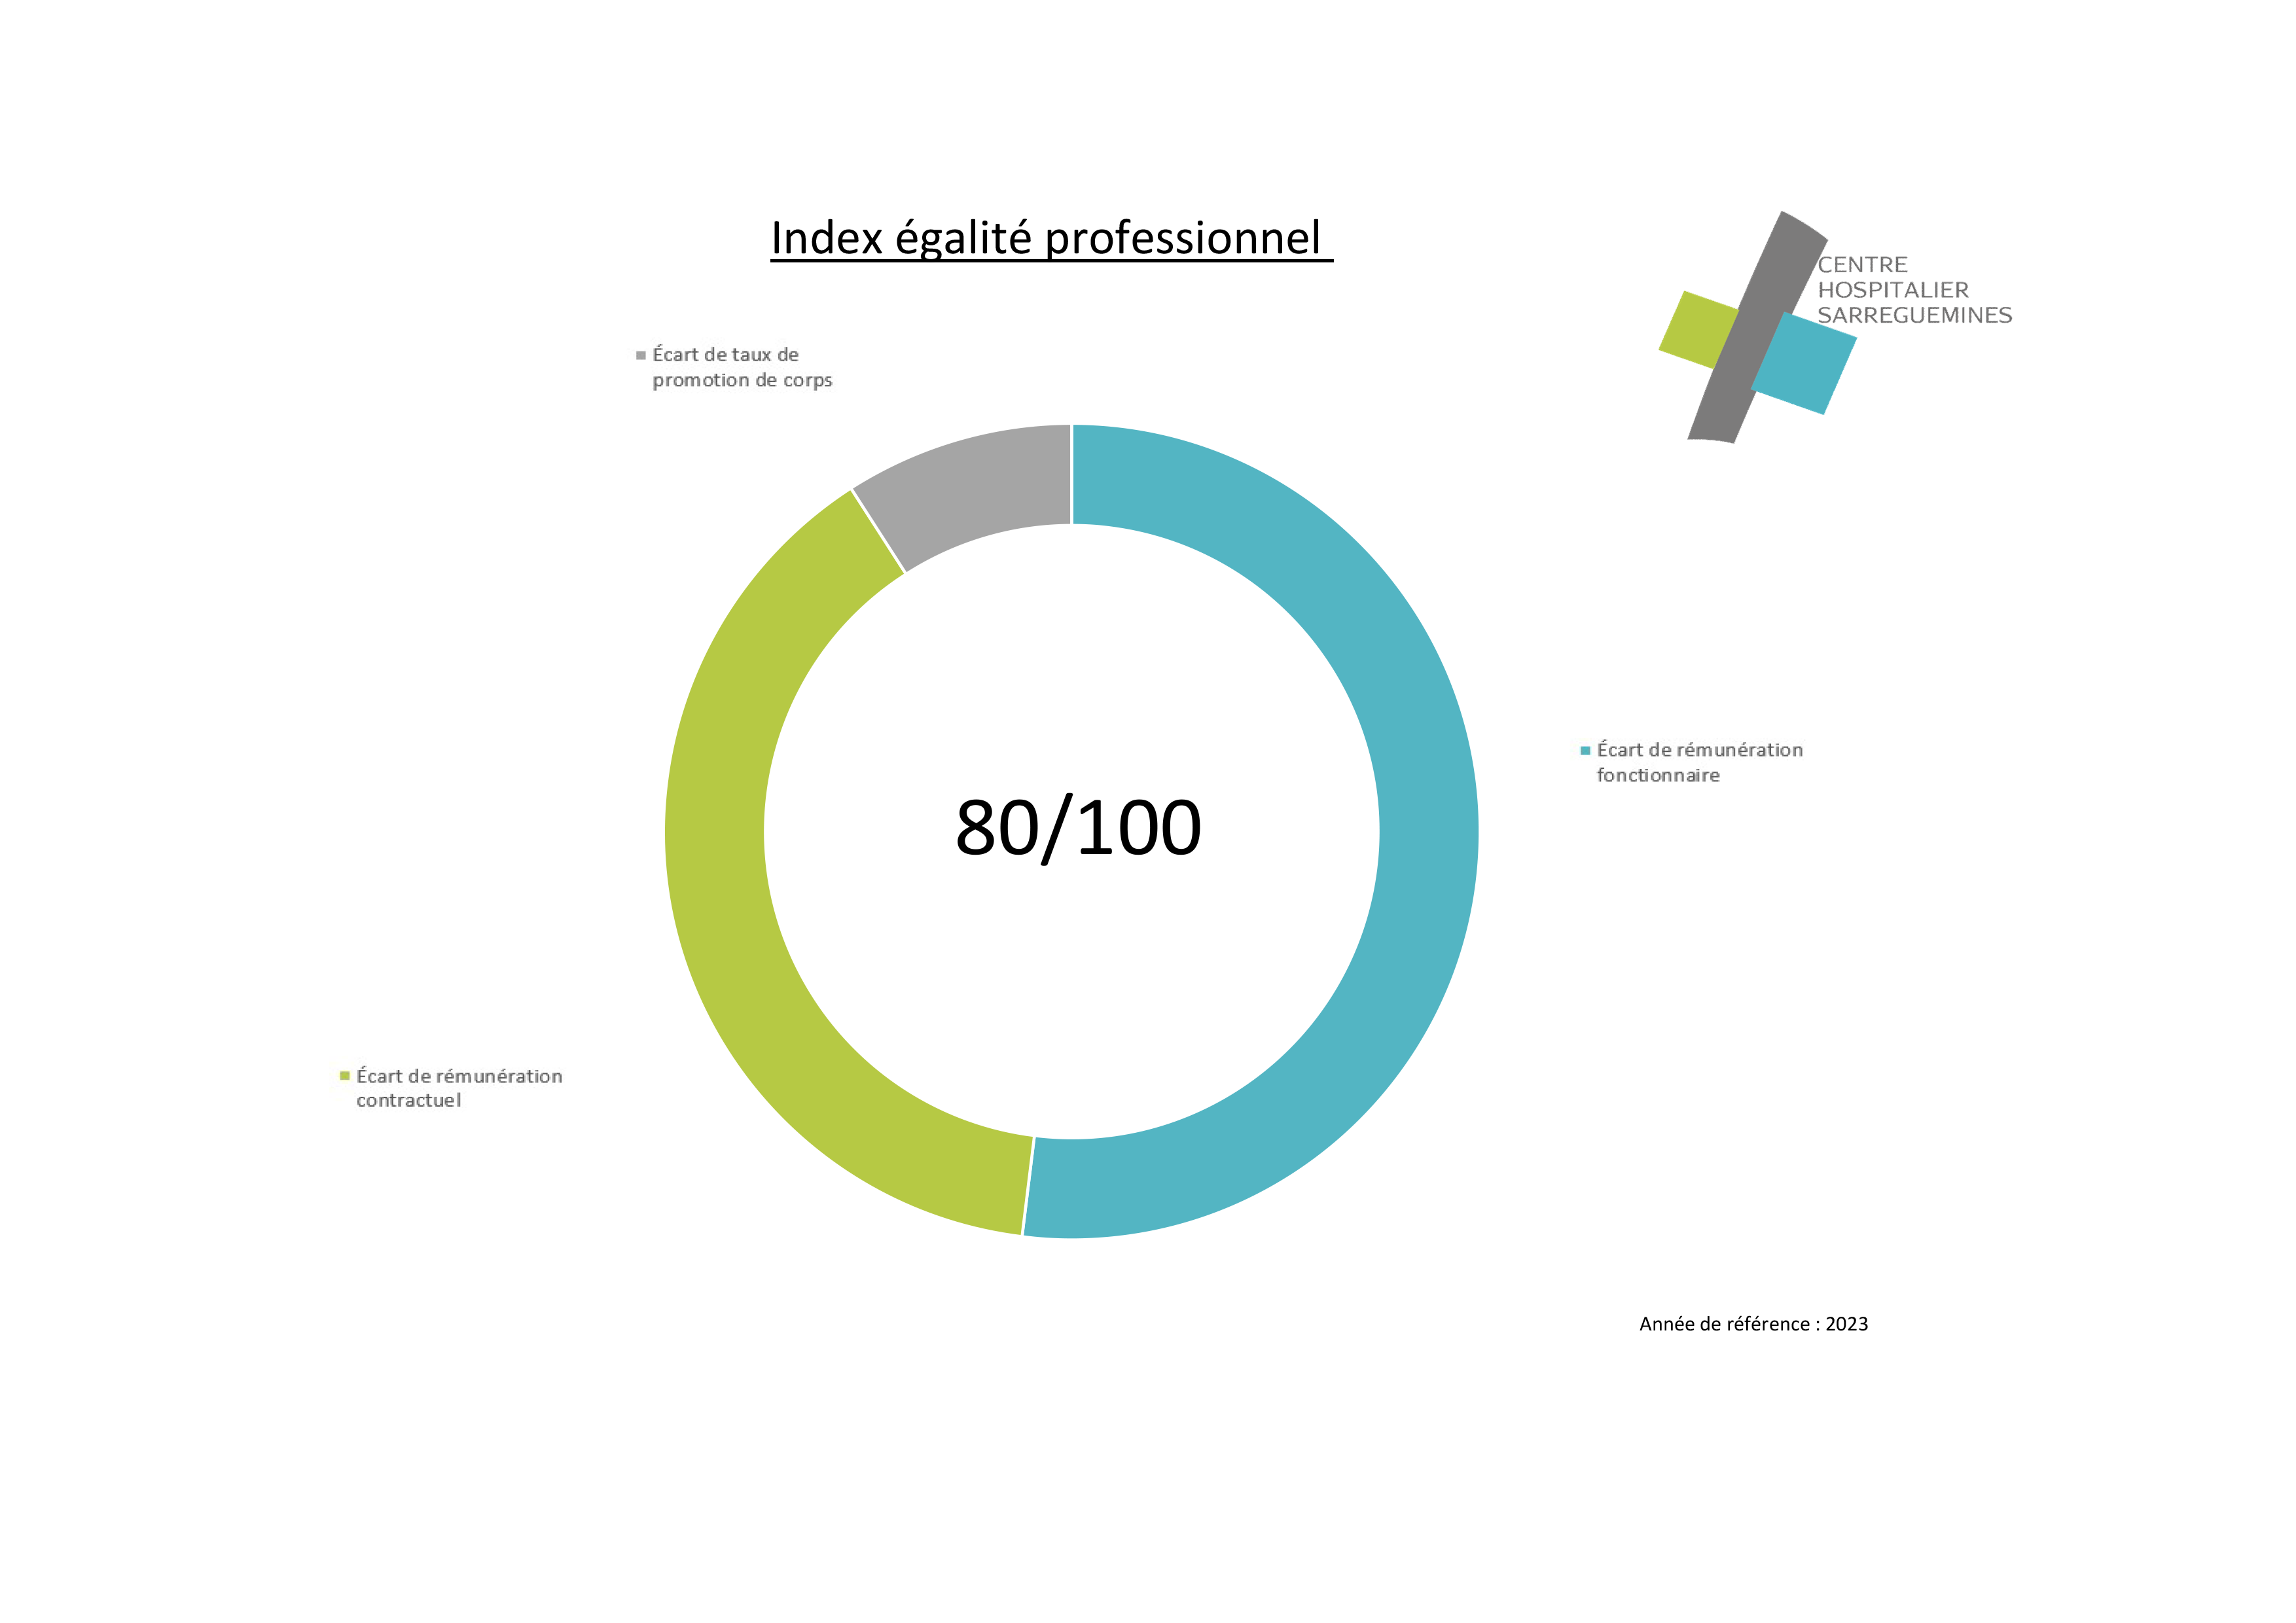 Index égalité professionnel
CENTRE
HOSPITALIER
SARREGUEMINES
Écart de taux de
promotion de corps
Écart de rémunération
fonctionnaire
80/100
Écart de rémunération
contractuel
Année de référence : 2023